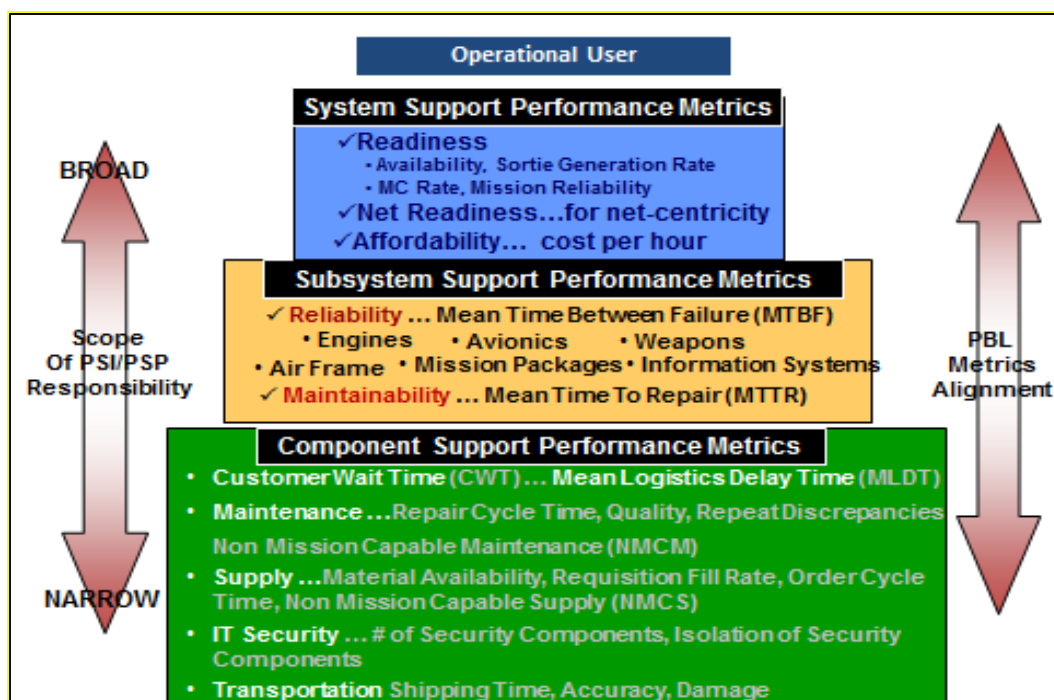 Operational User
System Support Performance Metrics
✓Readiness
• Availability, Sortie Generation Rate
• MC Rate, Mission Reliability
✓Net Readiness…for net-centricity
✓Affordability… cost per hour
BROAD
Scope
Of PSI/PSP
Responsibility
NARROW
Subsystem Support Performance Metrics
✓ Reliability … Mean Time Between Failure (MTBF)
• Engines • Avionics • Weapons
• Air Frame • Mission Packages • Information Systems
✓ Maintainability … Mean Time To Repair (MTTR)
PBL
Metrics
Alignment
Component Support Performance Metrics
• Customer Wait Time (CWT) … Mean Logistics Delay Time (MLDT)
• Maintenance …Repair Cycle Time, Quality, Repeat Discrepancies
Non Mission Capable Maintenance (NMCM)
• Supply …Material Availability, Requisition Fill Rate, Order Cycle
Time, Non Mission Capable Supply (NMCS)
• IT Security … # of Security Components, Isolation of Security
Components
• Transportation Shipping Time, Accuracy, Damage